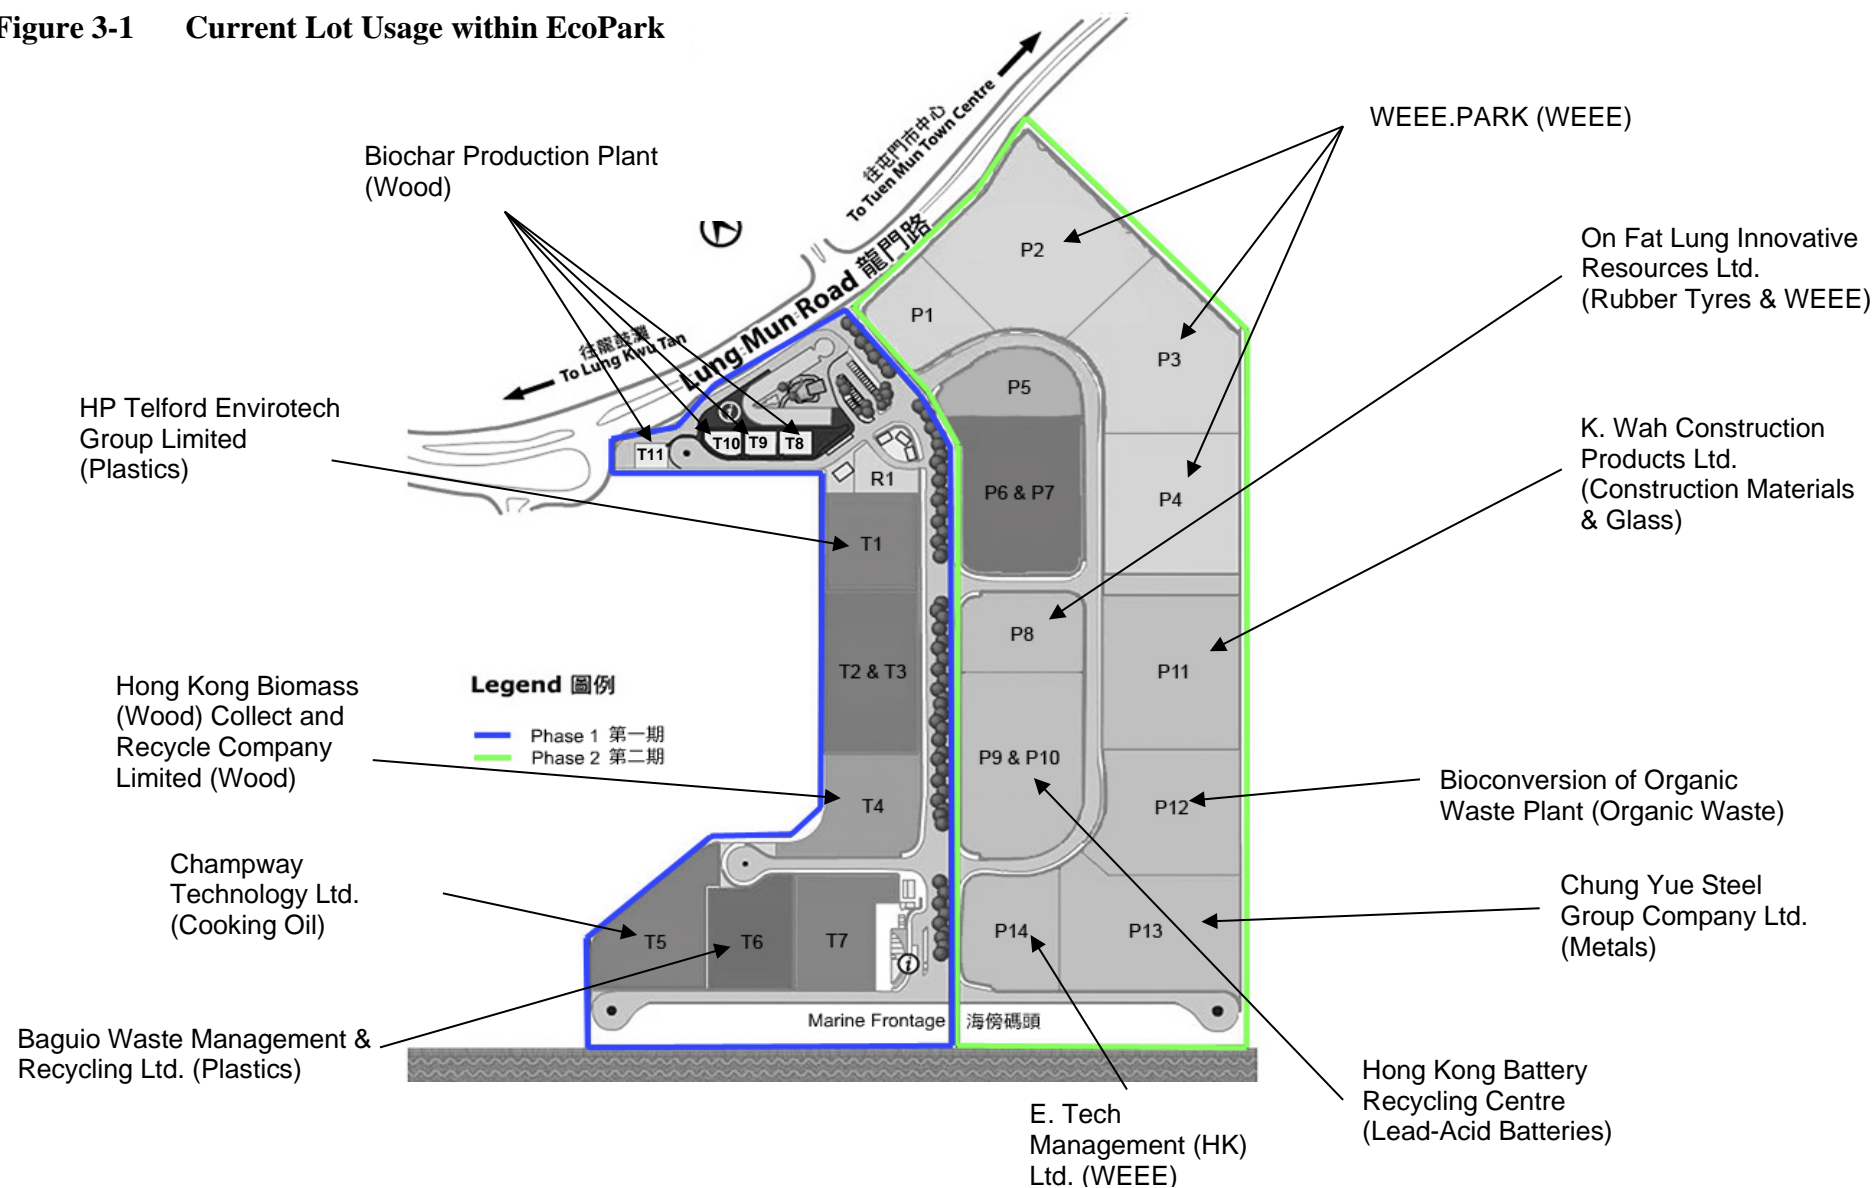 Figure 3-1 Current Lot Usage within EcoPark
往屯門市中心
To Tuen Mun Town Centre
WEEE.PARK (WEEE)
Biochar Production Plant
(Wood)
Lung Mun Road 龍門路
往龍鼓灘
To Lung Kwu Tan
On Fat Lung Innovative
Resources Ltd.
(Rubber Tyres & WEEE)
HP Telford Envirotech
Group Limited
(Plastics)
K. Wah Construction
Products Ltd.
(Construction Materials
& Glass)
P2
P1
P3
P5
T10
T9
T8
T11
R1
P6 & P7
P4
T1
P8
T2 & T3
P11
Hong Kong Biomass
(Wood) Collect and
Recycle Company
Limited (Wood)
Legend 圖例
Phase 1 第一期
Phase 2 第二期
P9 & P10
T4
P12
Bioconversion of Organic
Waste Plant (Organic Waste)
Champway
Technology Ltd.
(Cooking Oil)
Chung Yue Steel
Group Company Ltd.
(Metals)
T5
T6
T7
i
P14
P13
Marine Frontage 海傍碼頭
Baguio Waste Management &
Recycling Ltd. (Plastics)
Hong Kong Battery
Recycling Centre
(Lead-Acid Batteries)
E. Tech
Management (HK)
Ltd. (WEEE)